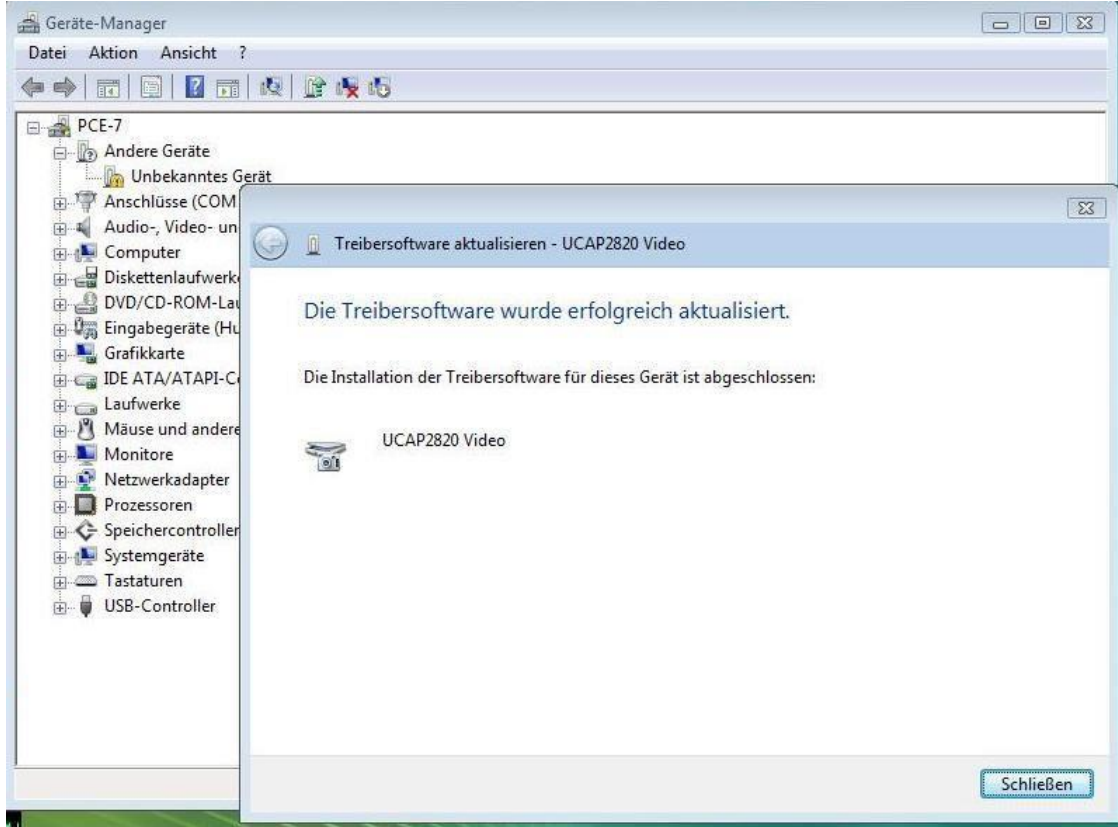 Geräte-Manager
Datei Aktion Ansicht ?
PCE-7
Andere Geräte
Unbekanntes Gerät
Anschlüsse (COM
Audio-, Video- un
Computer
Diskettenlaufwerk
DVD/CD-ROM-Lau
Eingabegeräte (Hu
Grafikkarte
IDE ATA/ATAPI-C
Laufwerke
Mäuse und andere
Monitore
Netzwerkadapter
Prozessoren
Speichercontroller
Systemgeräte
Tastaturen
USB-Controller
Treibersoftware aktualisieren - UCAP2820 Video
Die Treibersoftware wurde erfolgreich aktualisiert.
Die Installation der Treibersoftware für dieses Gerät ist abgeschlossen:
UCAP2820 Video
Schließen